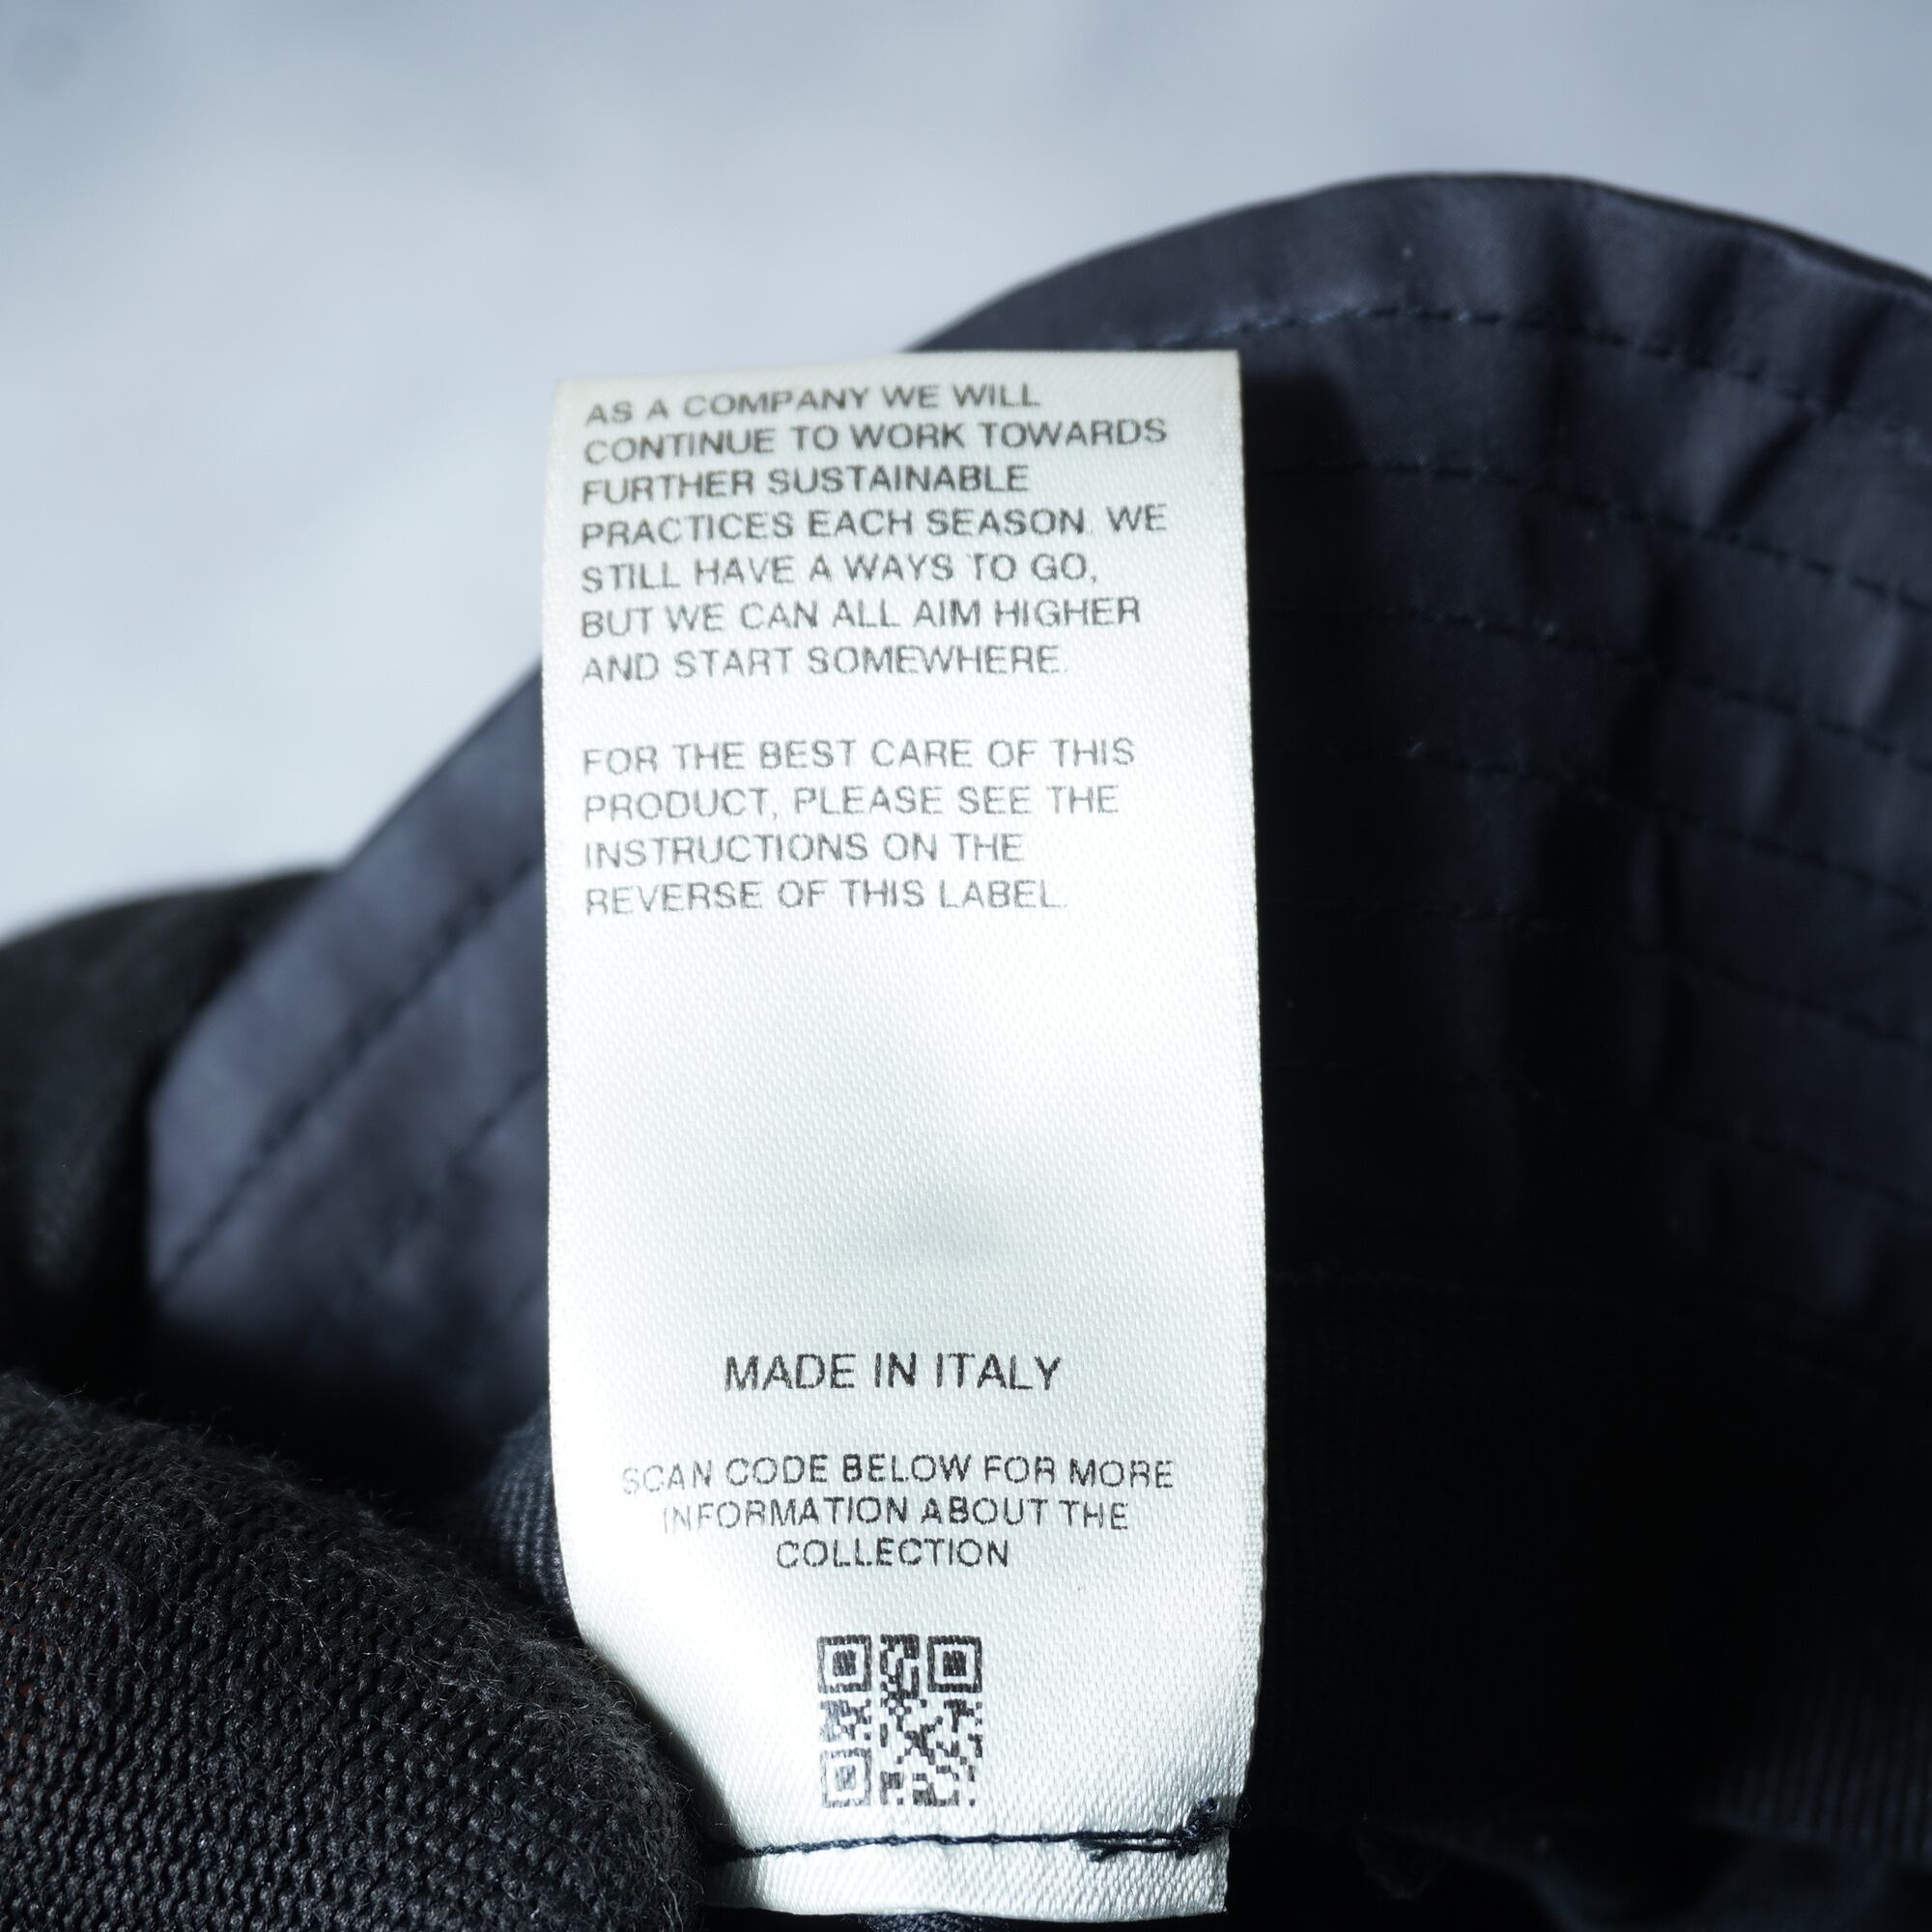 AS A COMPANY WE WILL
CONTINUE TO WORK TOWARDS
FURTHER SUSTAINABLE
PRACTICES EACH SEASON. WE
STILL HAVE A WAYS TO GO,
BUT WE CAN ALL AIM HIGHER
AND START SOMEWHERE.
FOR THE BEST CARE OF THIS
PRODUCT, PLEASE SEE THE
INSTRUCTIONS ON THE
REVERSE OF THIS LABEL.
MADE IN ITALY
SCAN CODE BELOW FOR MORE
INFORMATION ABOUT THE
COLLECTION